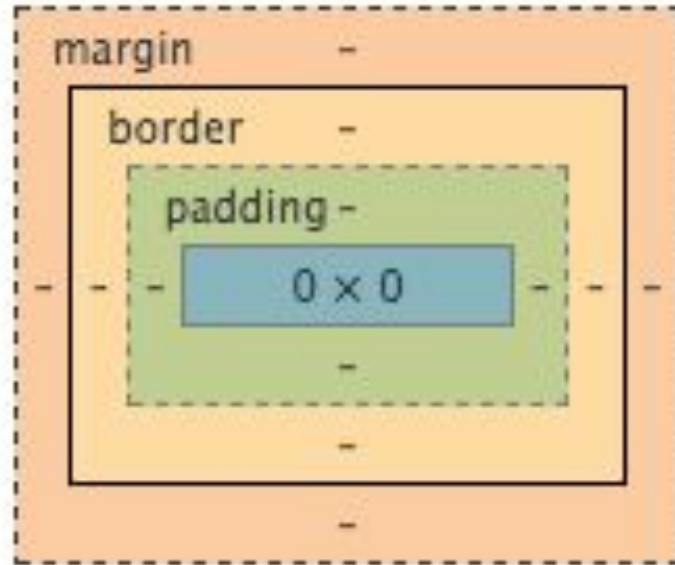 margin -
border -
padding -
- - - 0 × 0 - - -
-
-
-